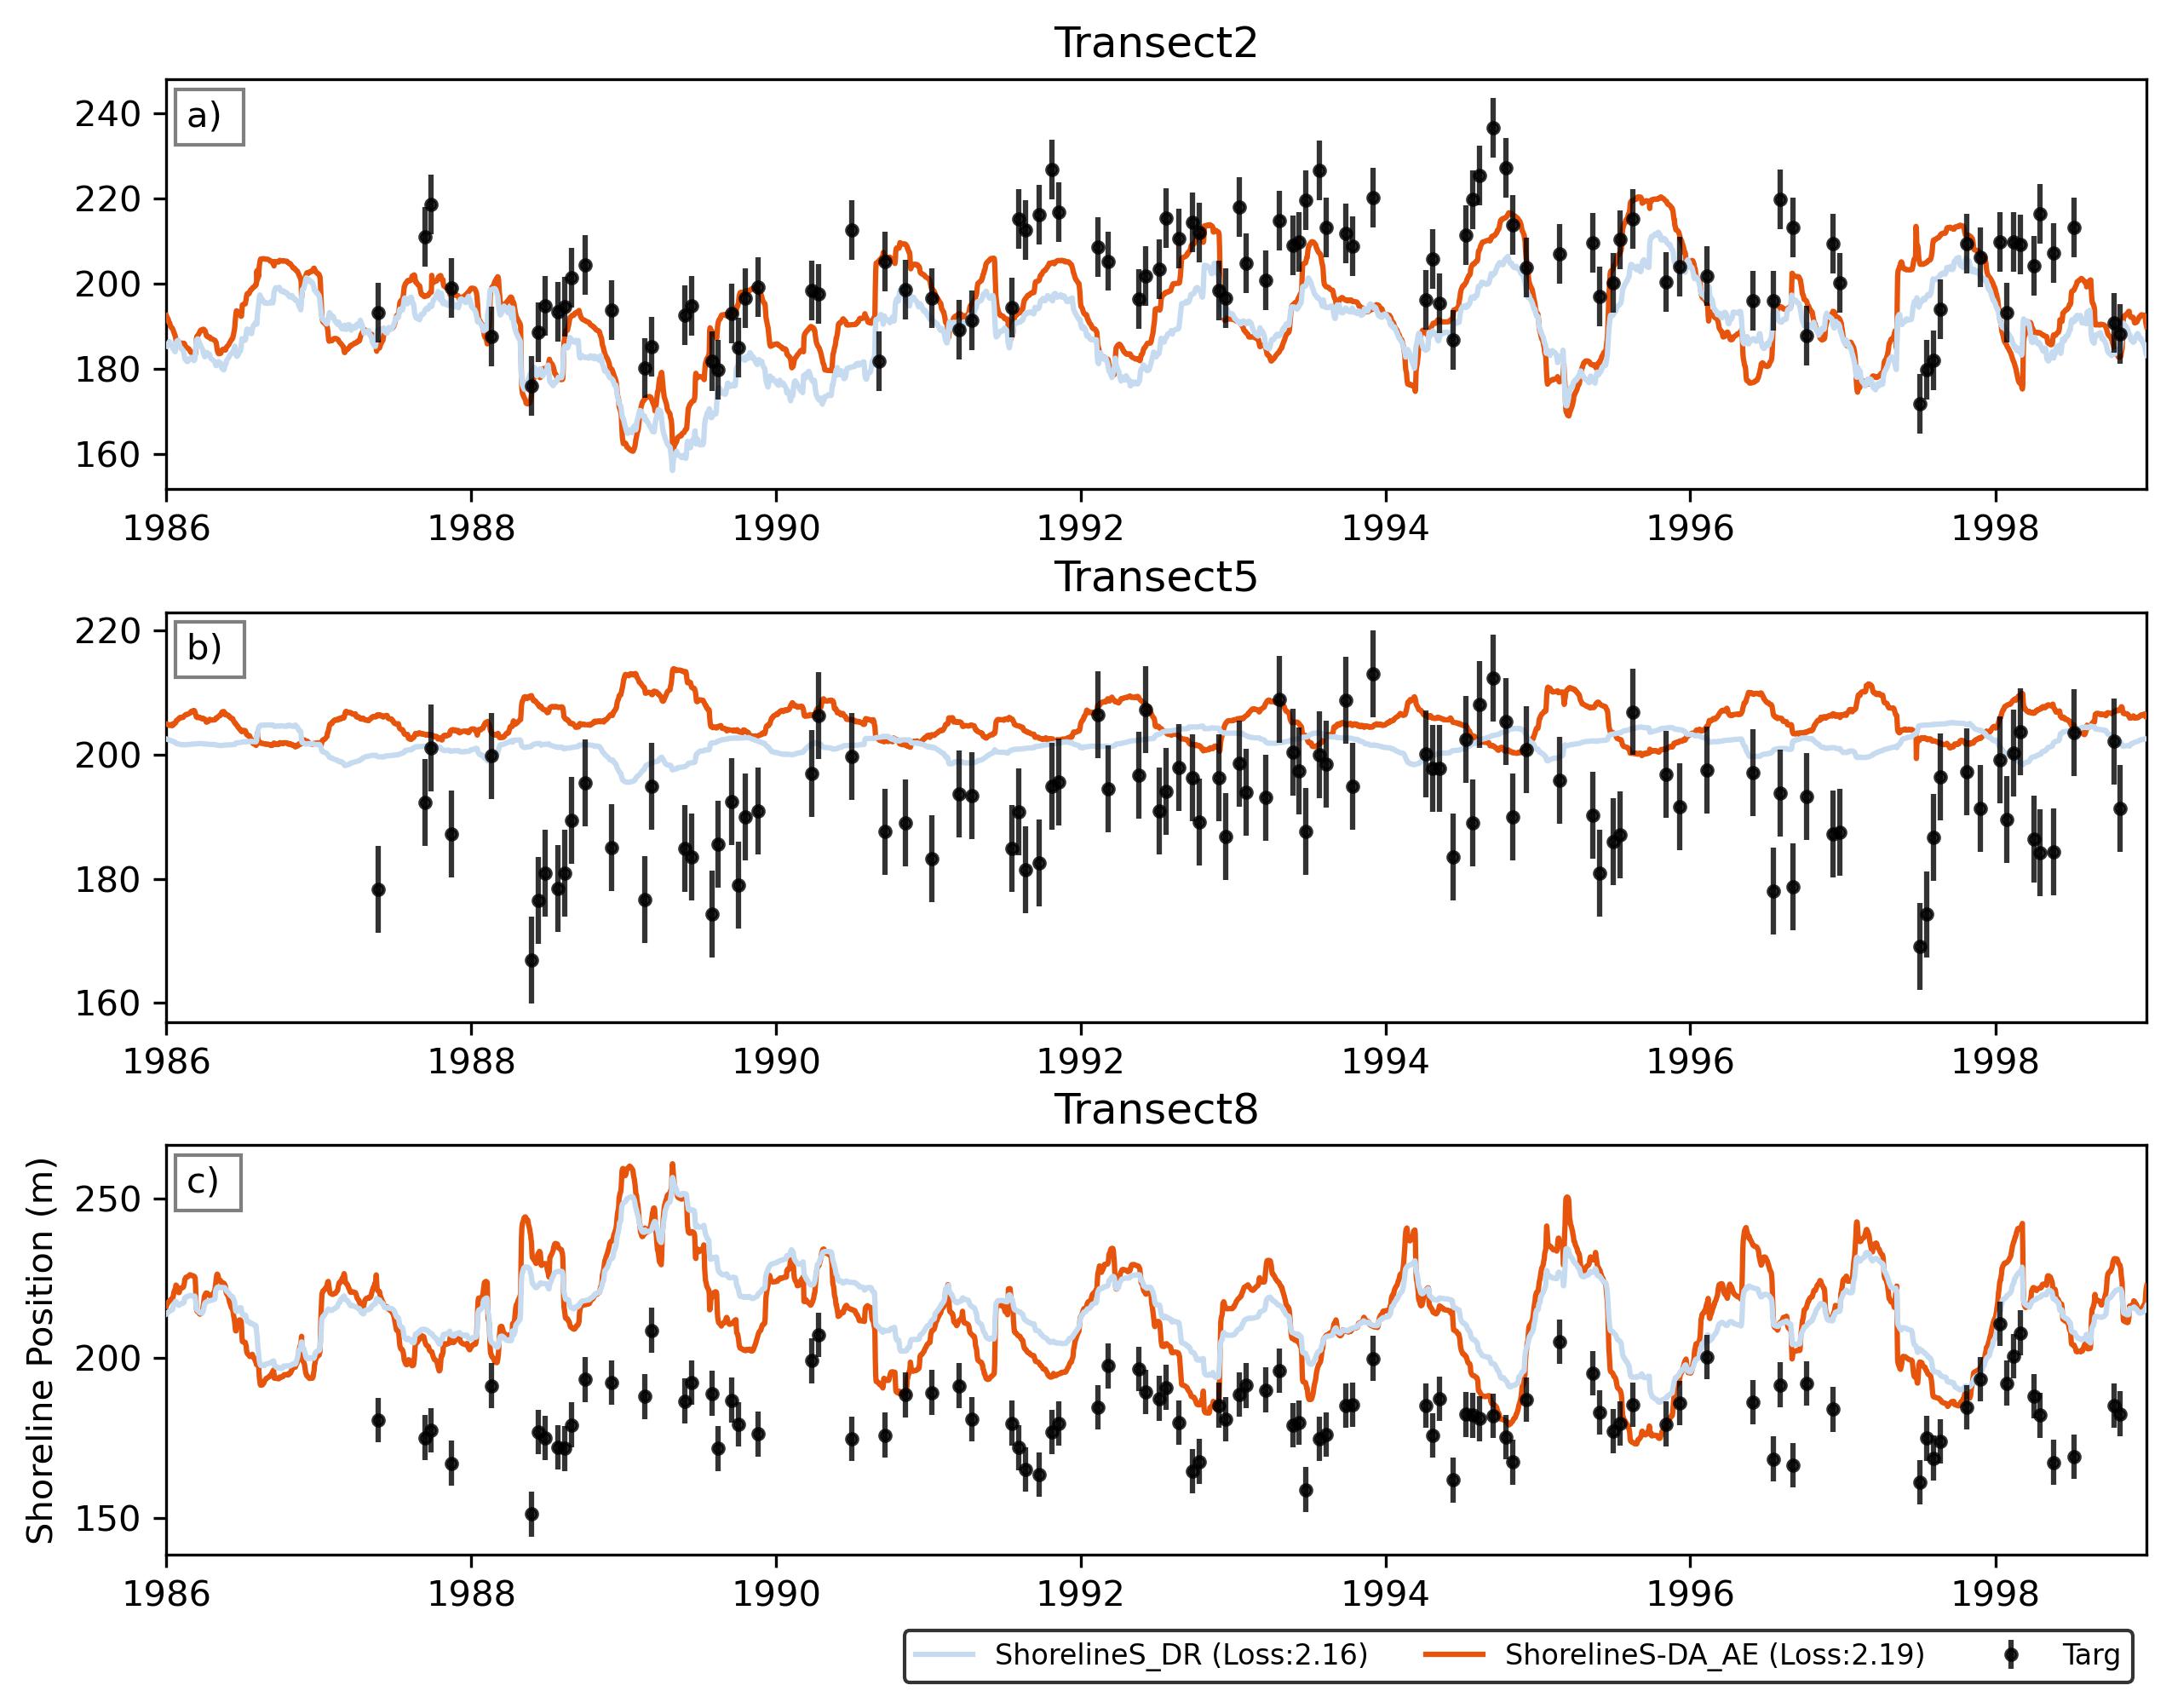 Transect2
a)
240
220
200
180
160
1986 1988 1990 1992 1994 1996 1998
Transect5
b)
220
200
180
160
1986 1988 1990 1992 1994 1996 1998
Transect8
c)
Shoreline Position (m)
250
200
150
1986 1988 1990 1992 1994 1996 1998
ShorelineS_DR (Loss:2.16) ShorelineS-DA_AE (Loss:2.19) Targ